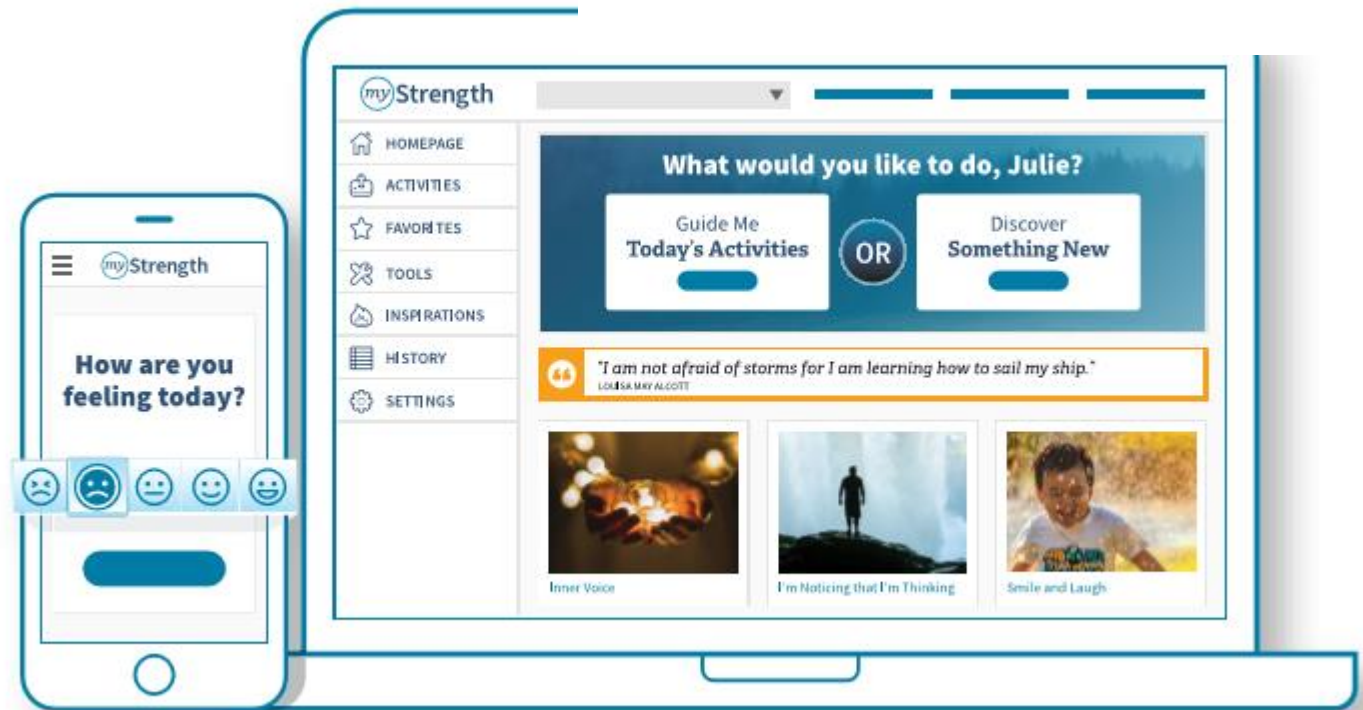 myStrength
How are you
feeling today?
myStrength
HOMEPAGE
ACTIVITIES
FAVORITES
TOOLS
INSPIRATIONS
HISTORY
SETTINGS
What would you like to do, Julie?
Guide Me
Today's Activities
OR
Discover
Something New
"I am not afraid of storms for I am learning how to sail my ship."
LOUISA MAY ALCOTT
Inner Voice
I'm Noticing that I'm Thinking
Smile and Laugh